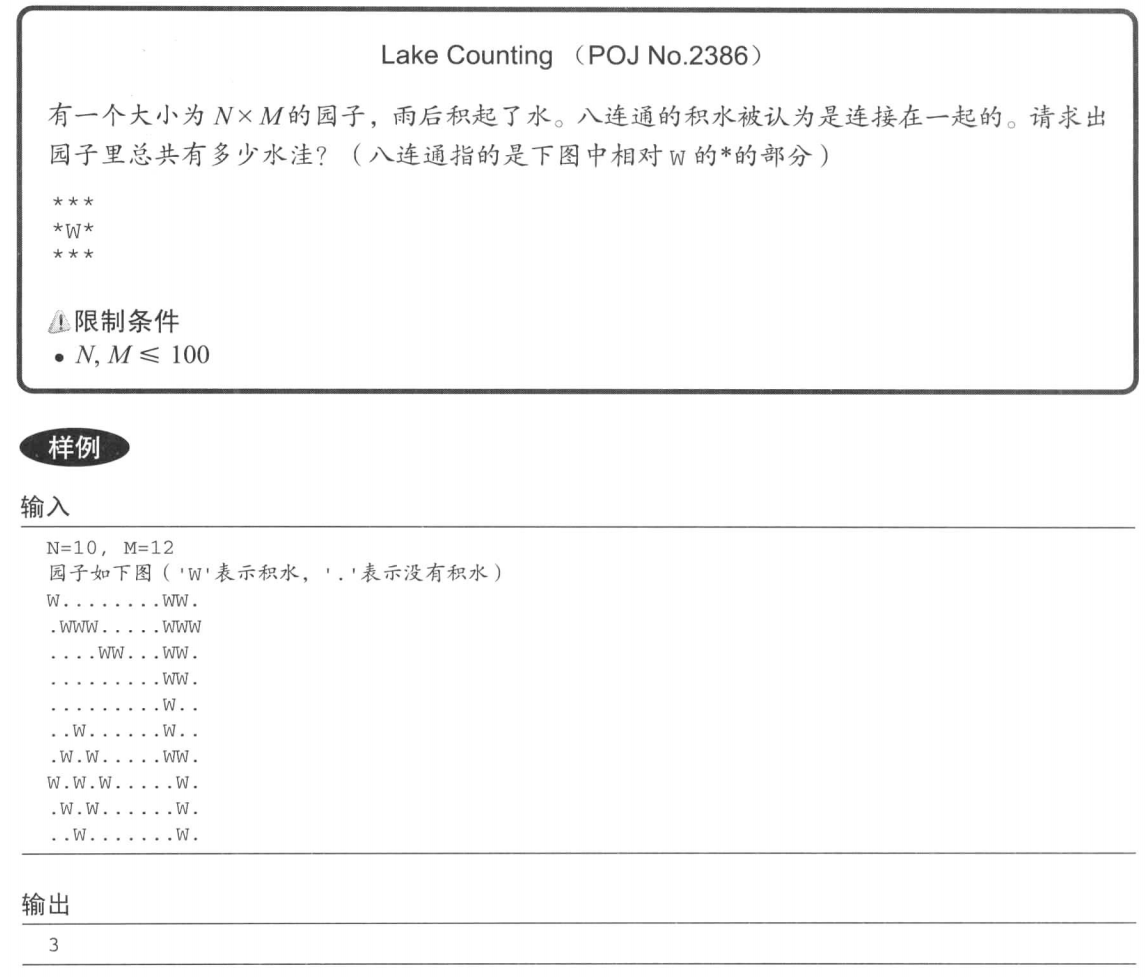 Lake Counting （POJ No.2386）
有一个大小为 N×M 的园子，雨后积起了水。八连通的积水被认为是连接在一起的。请求出
园子里总共有多少水洼？（八连通指的是下图中相对 W 的*的部分）
***
*W*
***
限制条件
• N, M ≤ 100
样例
输入
N=10, M=12
园子如下图（'W'表示积水，'.'表示没有积水）
W........WW.
.WWW.....WWW
....WW...WW.
.........WW.
.........W..
..W......W..
.W.W.....WW.
W.W.W.....W.
.W.W......W.
..W.......W.
输出
3